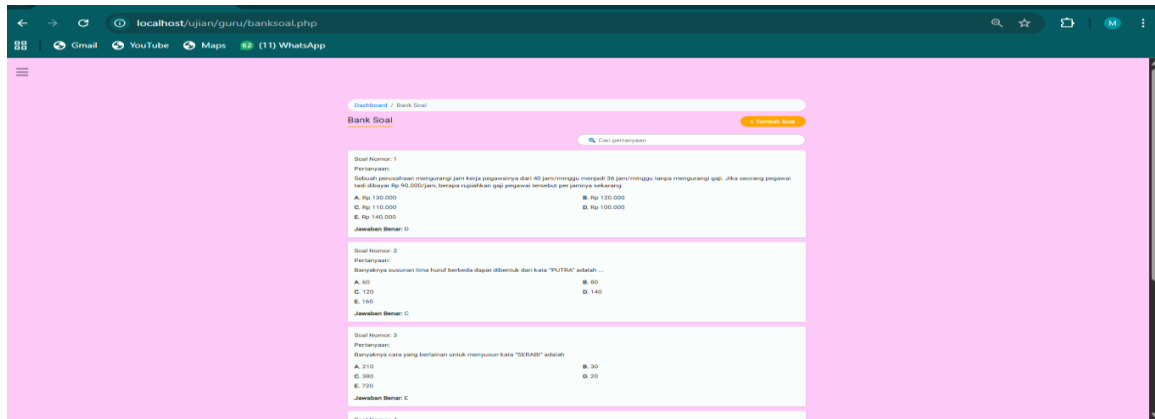 localhost/ujian/guru/banksoal.php
M
Gmail YouTube Maps 62 (11) WhatsApp
Dashboard / Bank Soal
Bank Soal
+ Tambah Soal
Cari pertanyaan
Soal Nomor: 1
Pertanyaan:
Sebuah perusahaan mengurangi jam kerja pegawainya dari 40 jam/minggu menjadi 36 jam/minggu tanpa mengurangi gaji. Jika seorang pegawai
tadi dibayar Rp 90.000/jam, berapa rupiahkan gaji pegawai tersebut per jamnya sekarang:
A. Rp 130.000 B. Rp 120.000
C. Rp 110.000 D. Rp 100.000
E. Rp 140.000
Jawaban Benar: D
Soal Nomor: 2
Pertanyaan:
Banyaknya susunan lima huruf berbeda dapat dibentuk dari kata "PUTRA" adalah ...
A. 60 B. 80
C. 120 D. 140
E. 160
Jawaban Benar: C
Soal Nomor: 3
Pertanyaan:
Banyaknya cara yang berlainan untuk menyusun kata "SERABI" adalah
A. 210 B. 30
C. 380 D. 20
E. 720
Jawaban Benar: E